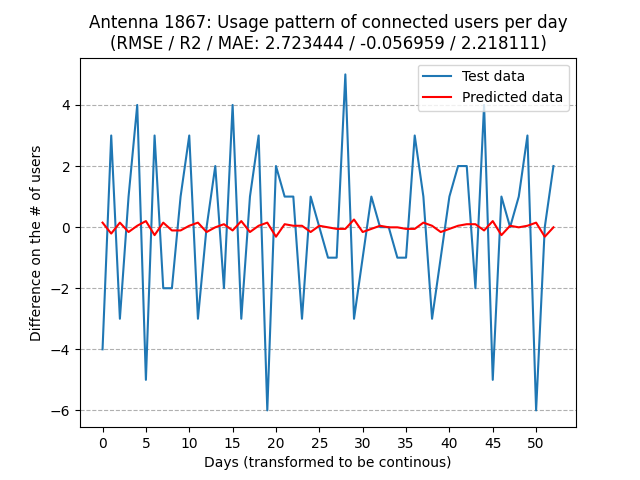 Antenna 1867: Usage pattern of connected users per day
(RMSE / R2 / MAE: 2.723444 / -0.056959 / 2.218111)
Test data
Predicted data
Difference on the # of users
4
2
0
−2
−4
−6
0 5 10 15 20 25 30 35 40 45 50
Days (transformed to be continous)